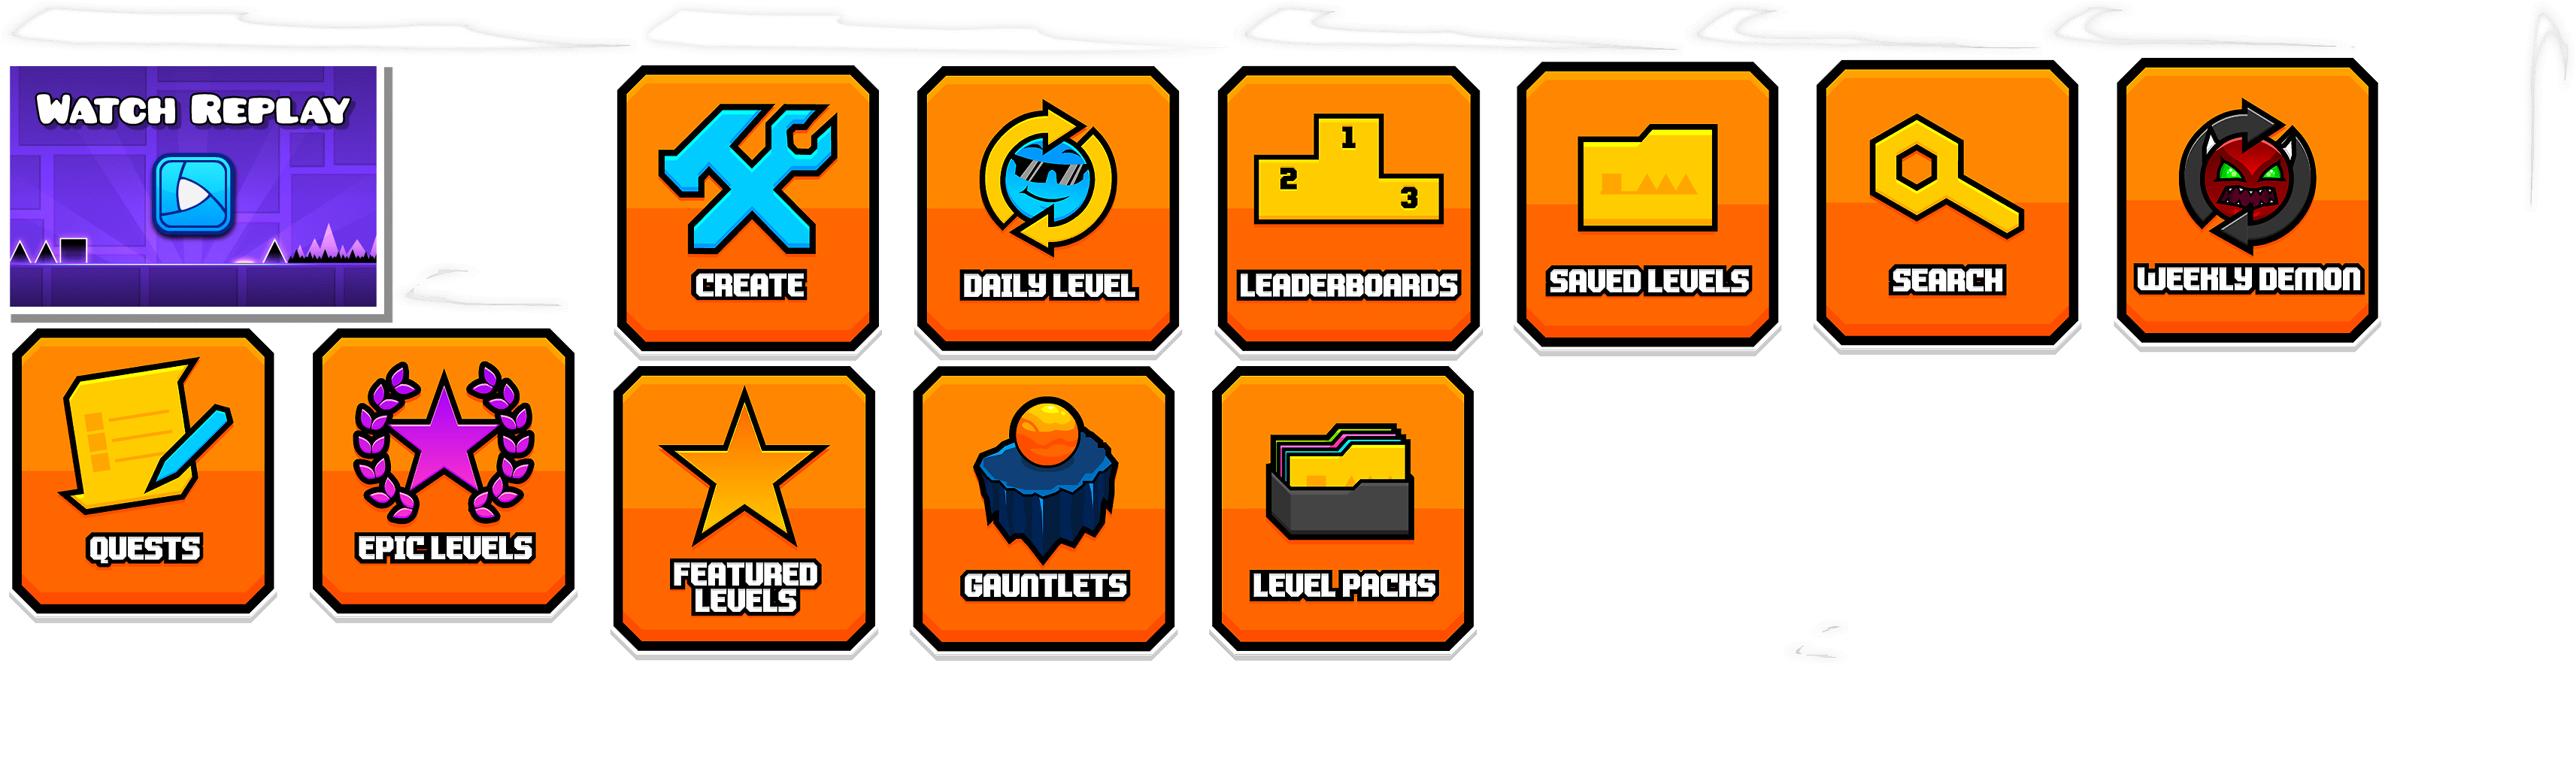 WATCH REPLAY
CREATE
DAILY LEVEL
1
2
3
LEADERBOARDS
SAVED LEVELS
SEARCH
WEEKLY DEMON
QUESTS
EPIC LEVELS
FEATURED
LEVELS
GAUNTLETS
LEVEL PACKS